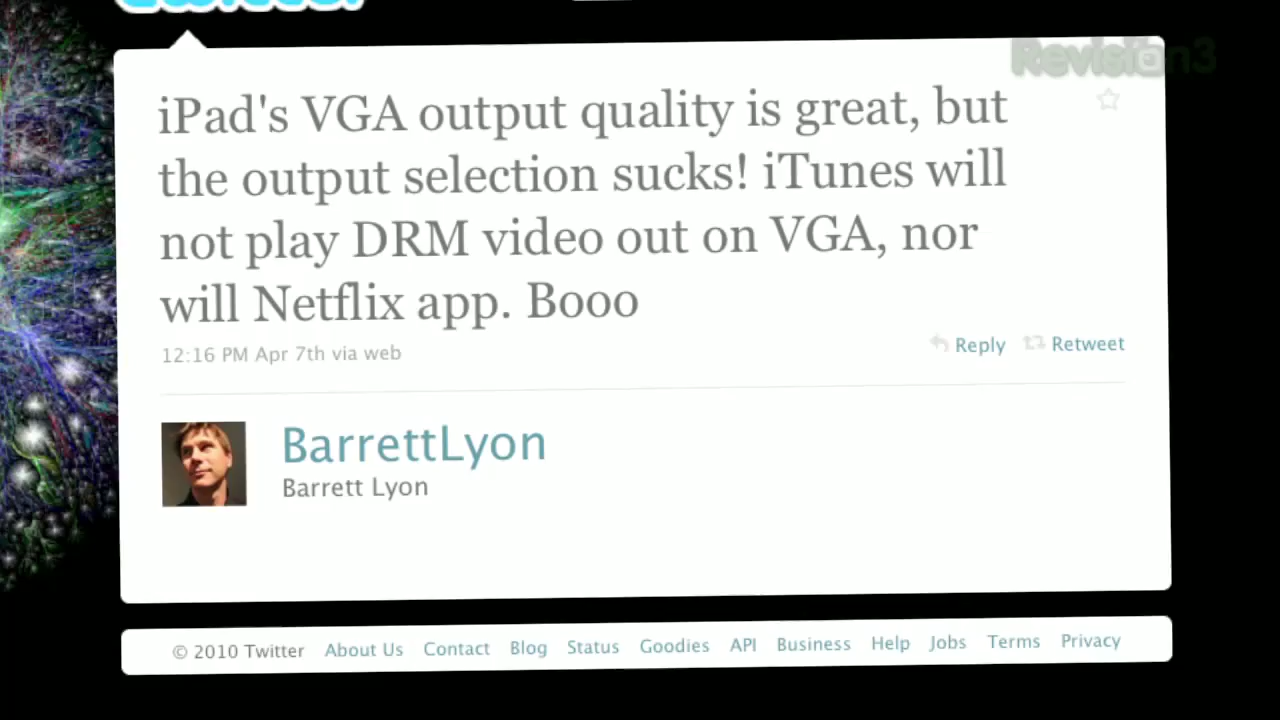 Revision3
iPad's VGA output quality is great, but
the output selection sucks! iTunes will
not play DRM video out on VGA, nor
will Netflix app. Booo
12:16 PM Apr 7th via web
Reply Retweet
BarrettLyon
Barrett Lyon
© 2010 Twitter About Us Contact Blog Status Goodies API Business Help Jobs Terms Privacy